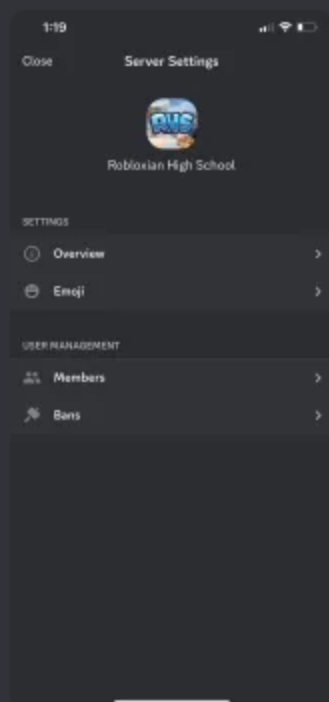 1:19
Close
Server Settings
RHS
Robloxian High School
SETTINGS
Overview
Emoji
USER MANAGEMENT
Members
Bans